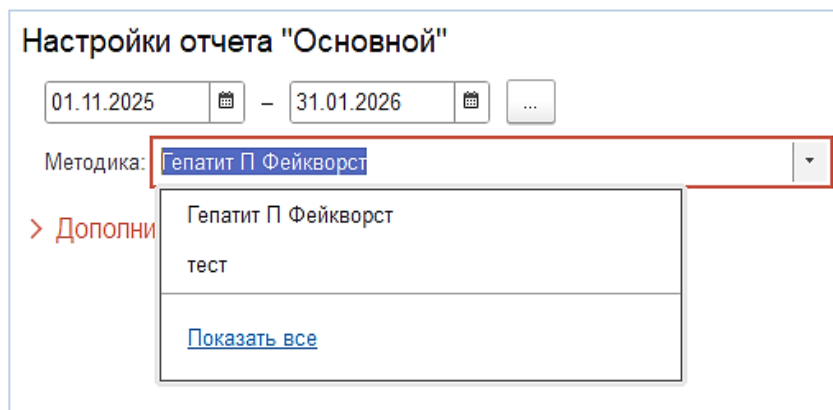 Настройки отчета "Основной"
01.11.2025 – 31.01.2026 ...
Методика: Гепатит П Фейкворст
Гепатит П Фейкворст
> Дополни
тест
Показать все